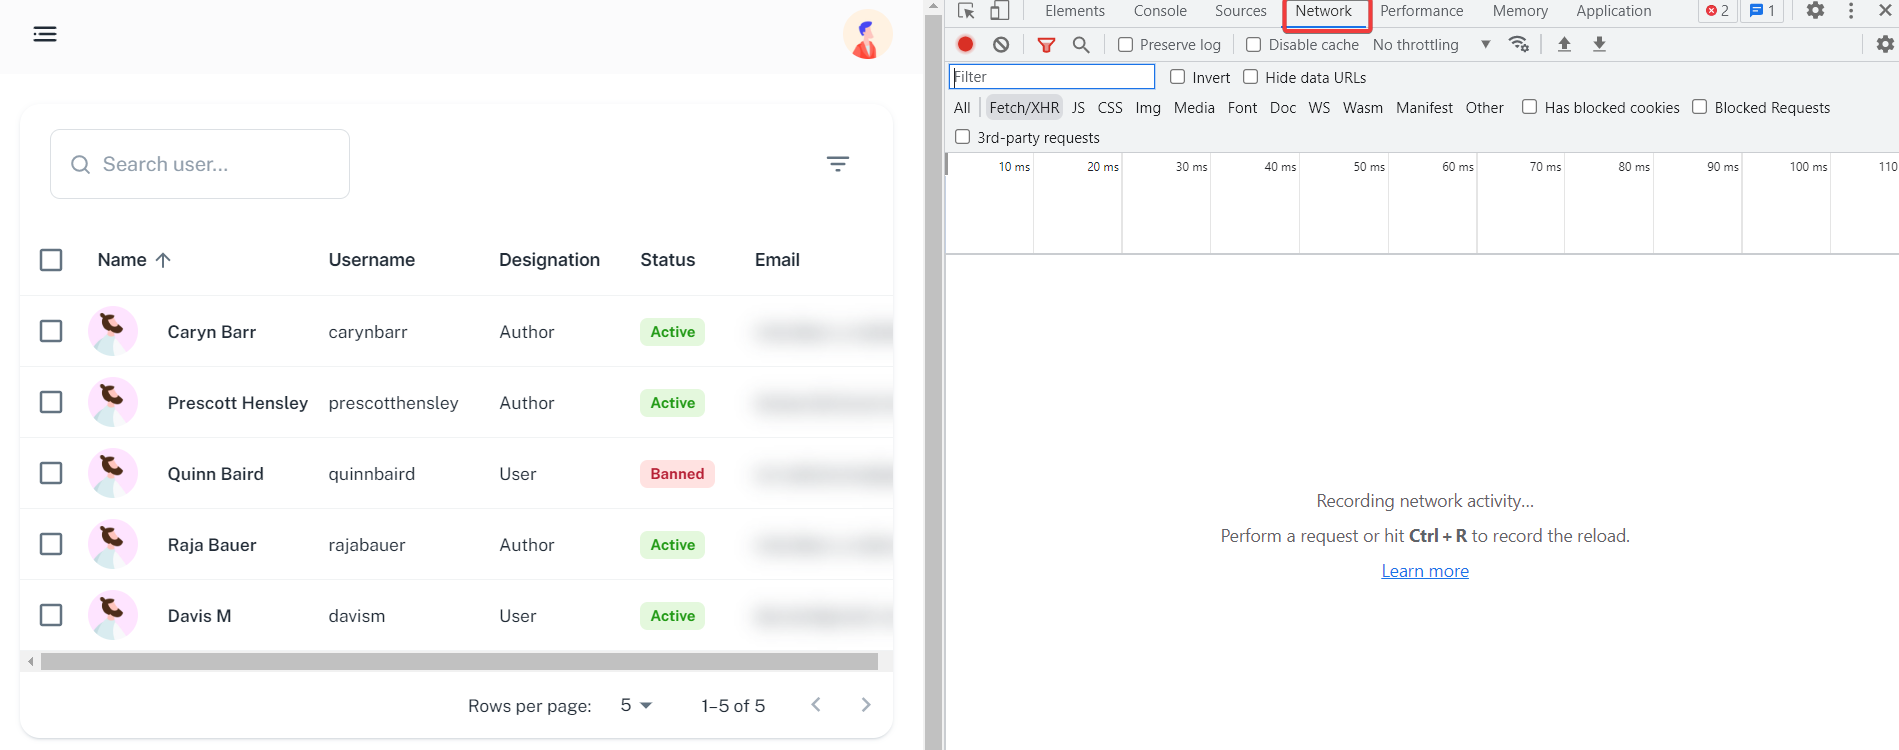 Search user...
Name Username Designation Status Email
Caryn Barr carynbarr Author Active
Prescott Hensley prescotthensley Author Active
Quinn Baird quinnbaird User Banned
Raja Bauer rajabauer Author Active
Davis M davism User Active
Rows per page: 5 1–5 of 5
Elements Console Sources Network Performance Memory Application 2 1
Preserve log Disable cache No throttling
Filter Invert Hide data URLs
All Fetch/XHR JS CSS Img Media Font Doc WS Wasm Manifest Other Has blocked cookies Blocked Requests
3rd-party requests
10 ms 20 ms 30 ms 40 ms 50 ms 60 ms 70 ms 80 ms 90 ms 100 ms 110
Recording network activity...
Perform a request or hit Ctrl + R to record the reload.
Learn more